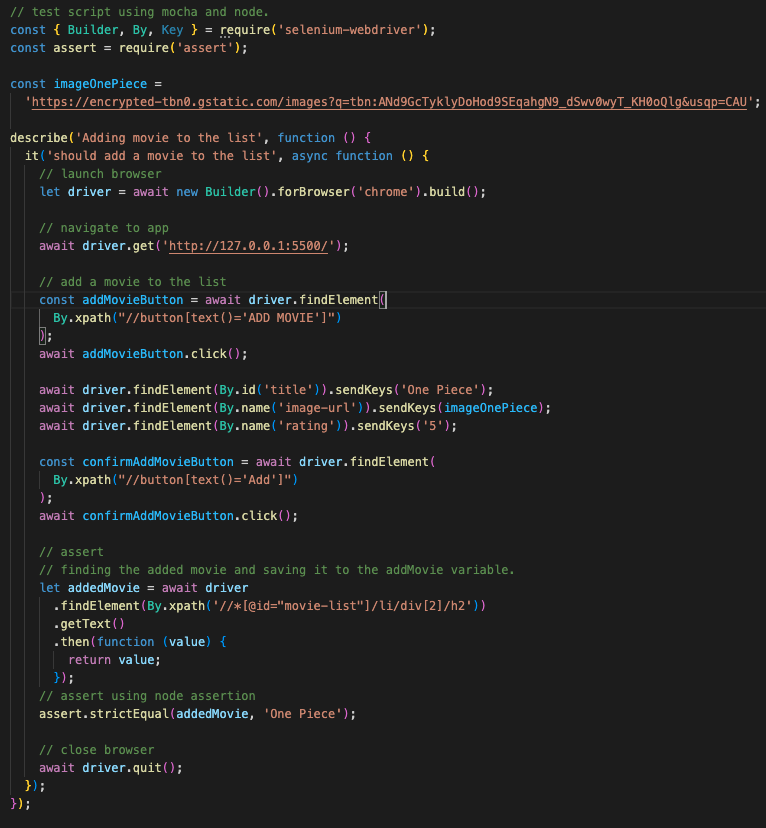 // test script using mocha and node.
const { Builder, By, Key } = require('selenium-webdriver');
const assert = require('assert');

const imageOnePiece =
  'https://encrypted-tbn0.gstatic.com/images?q=tbn:ANd9GcTyklyDoHod9SEqahgN9_dSwv0wyT_KH0oQlg&usqp=CAU';

describe('Adding movie to the list', function () {
  it('should add a movie to the list', async function () {
    // launch browser
    let driver = await new Builder().forBrowser('chrome').build();

    // navigate to app
    await driver.get('http://127.0.0.1:5500/');

    // add a movie to the list
    const addMovieButton = await driver.findElement(
      By.xpath("//button[text()='ADD MOVIE']")
    );
    await addMovieButton.click();

    await driver.findElement(By.id('title')).sendKeys('One Piece');
    await driver.findElement(By.name('image-url')).sendKeys(imageOnePiece);
    await driver.findElement(By.name('rating')).sendKeys('5');

    const confirmAddMovieButton = await driver.findElement(
      By.xpath("//button[text()='Add']")
    );
    await confirmAddMovieButton.click();

    // assert
    // finding the added movie and saving it to the addMovie variable.
    let addedMovie = await driver
      .findElement(By.xpath('//*[@id="movie-list"]/li/div[2]/h2'))
      .getText()
      .then(function (value) {
        return value;
      });
    // assert using node assertion
    assert.strictEqual(addedMovie, 'One Piece');

    // close browser
    await driver.quit();
  });
});